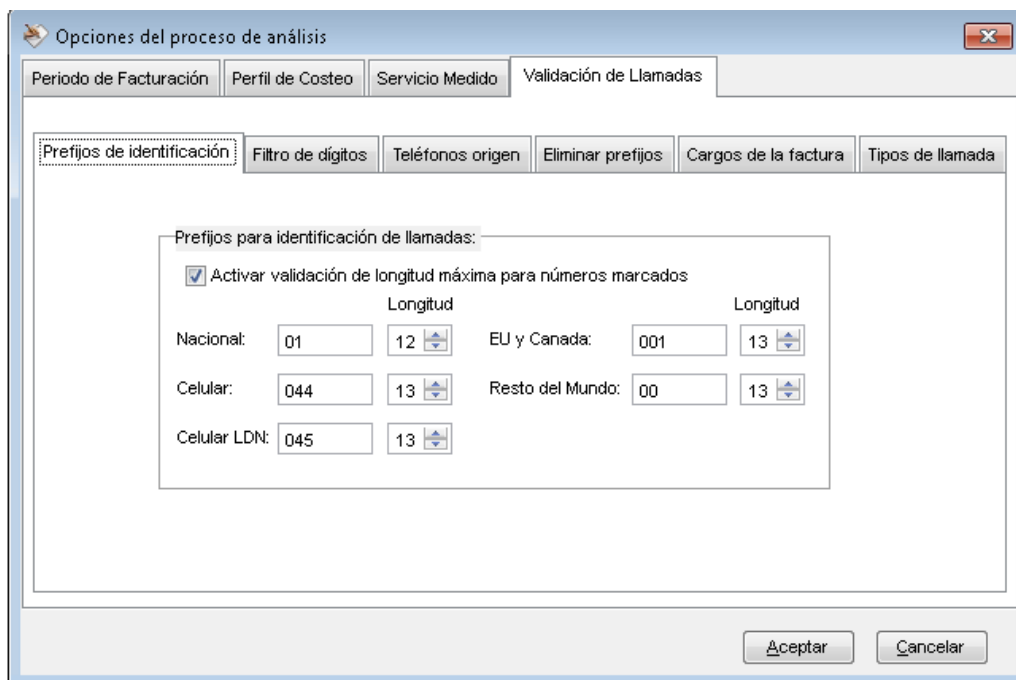 Opciones del proceso de análisis
Periodo de Facturación Perfil de Costeo Servicio Medido Validación de Llamadas
Prefijos de identificación Filtro de dígitos Teléfonos origen Eliminar prefijos Cargos de la factura Tipos de llamada
Prefijos para identificación de llamadas:
Activar validación de longitud máxima para números marcados
Longitud Longitud
Nacional: 01 12 EU y Canada: 001 13
Celular: 044 13 Resto del Mundo: 00 13
Celular LDN: 045 13
Aceptar Cancelar